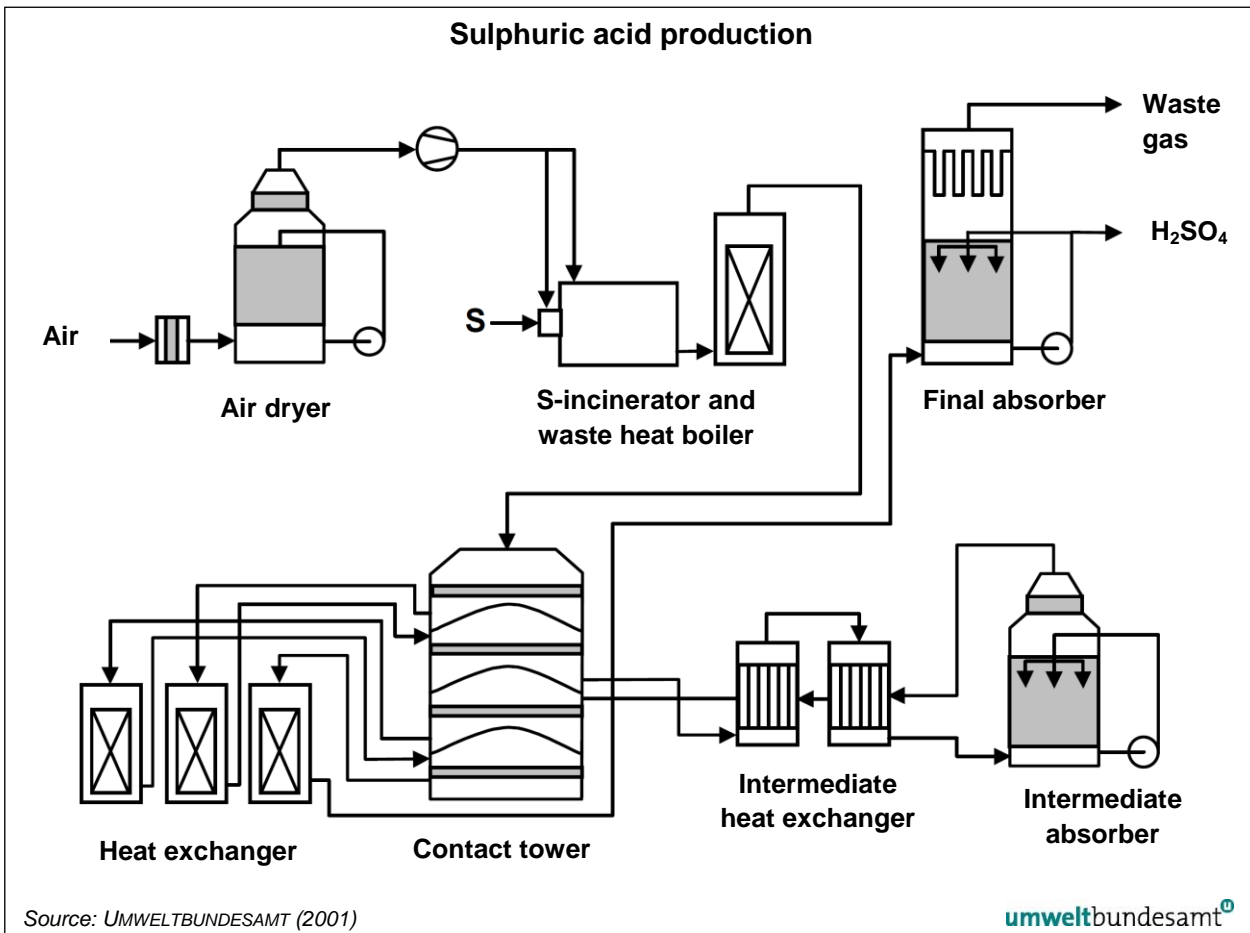 Sulphuric acid production
Waste
gas
H₂SO₄
Air
S
Air dryer
S-incinerator and
waste heat boiler
Final absorber
Heat exchanger
Contact tower
Intermediate
heat exchanger
Intermediate
absorber
Source: UMWELTBUNDESAMT (2001)
umweltbundesamt
u